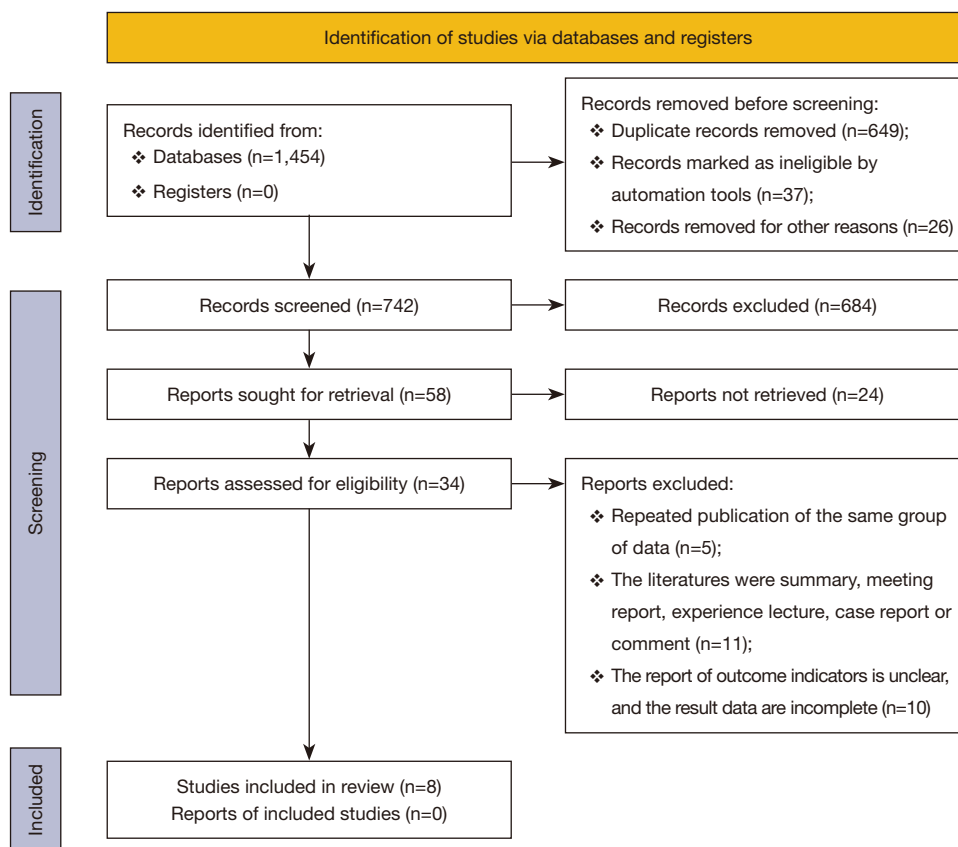 Identification of studies via databases and registers
Identification
Records identified from:
❖ Databases (n=1,454)
❖ Registers (n=0)
Records removed before screening:
❖ Duplicate records removed (n=649);
❖ Records marked as ineligible by
automation tools (n=37);
❖ Records removed for other reasons (n=26)
Screening
Records screened (n=742)
Records excluded (n=684)
Reports sought for retrieval (n=58)
Reports not retrieved (n=24)
Reports assessed for eligibility (n=34)
Reports excluded:
❖ Repeated publication of the same group
of data (n=5);
❖ The literatures were summary, meeting
report, experience lecture, case report or
comment (n=11);
❖ The report of outcome indicators is unclear,
and the result data are incomplete (n=10)
Included
Studies included in review (n=8)
Reports of included studies (n=0)